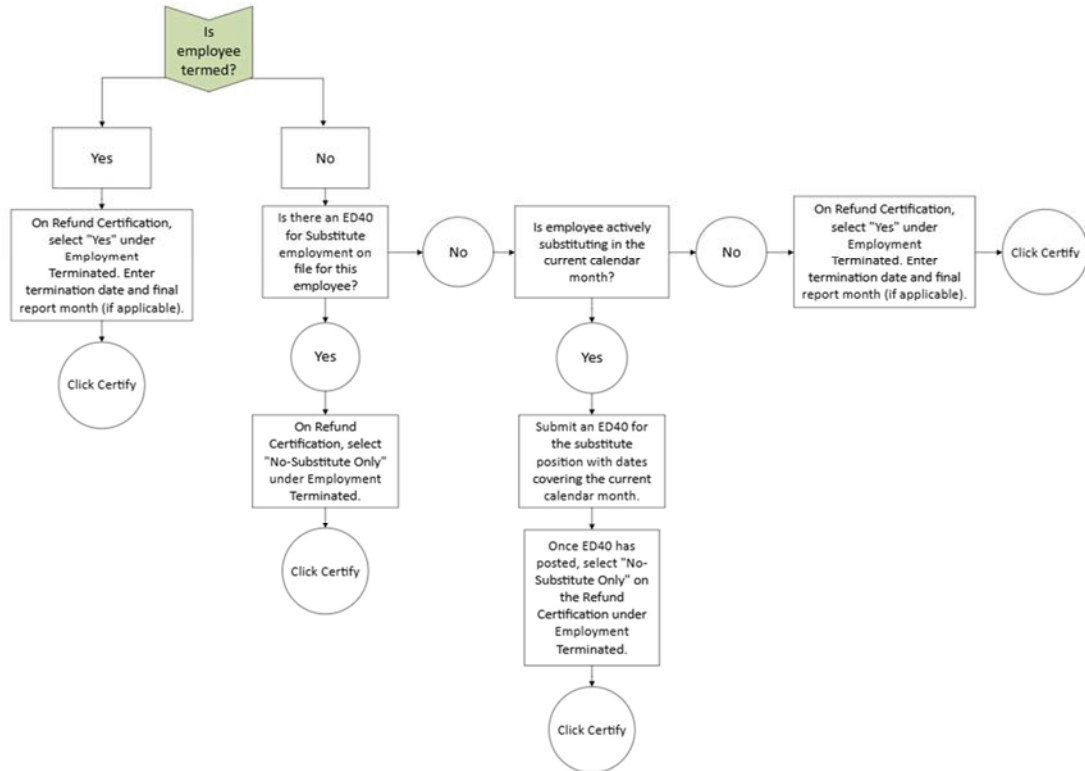 Is
employee
termed?
Yes
No
On Refund Certification,
select "Yes" under
Employment
Terminated. Enter
termination date and final
report month (if applicable).
Click Certify
Is there an ED40
for Substitute
employment on
file for this
employee?
No
Is employee actively
substituting in the
current calendar
month?
No
On Refund Certification,
select "Yes" under
Employment
Terminated. Enter
termination date and final
report month (if applicable).
Click Certify
Yes
On Refund
Certification, select
"No-Substitute Only"
under Employment
Terminated.
Click Certify
Yes
Submit an ED40 for
the substitute
position with dates
covering the current
calendar month.
Once ED40 has
posted, select "No-
Substitute Only" on
the Refund
Certification under
Employment
Terminated.
Click Certify